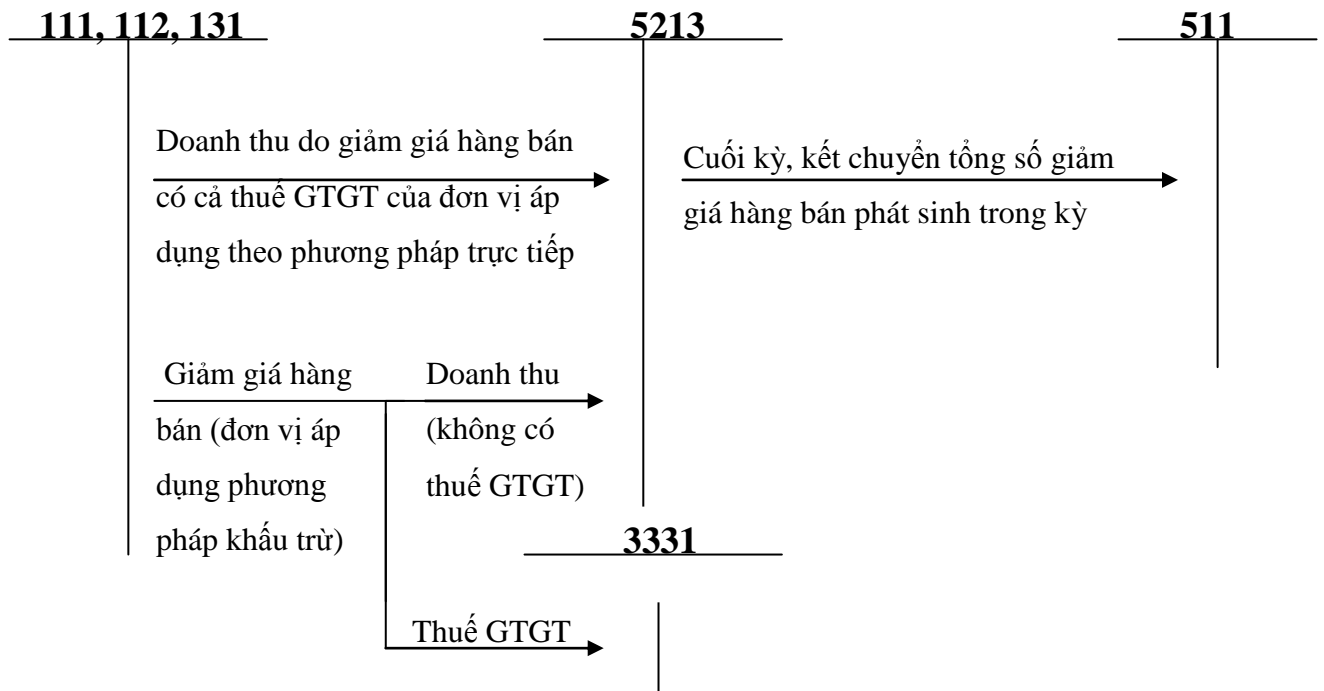 111, 112, 131
5213
511
Doanh thu do giảm giá hàng bán
có cả thuế GTGT của đơn vị áp
dụng theo phương pháp trực tiếp
Cuối kỳ, kết chuyển tổng số giảm
giá hàng bán phát sinh trong kỳ
Giảm giá hàng
bán (đơn vị áp
dụng phương
pháp khấu trừ)
Doanh thu
(không có
thuế GTGT)
3331
Thuế GTGT